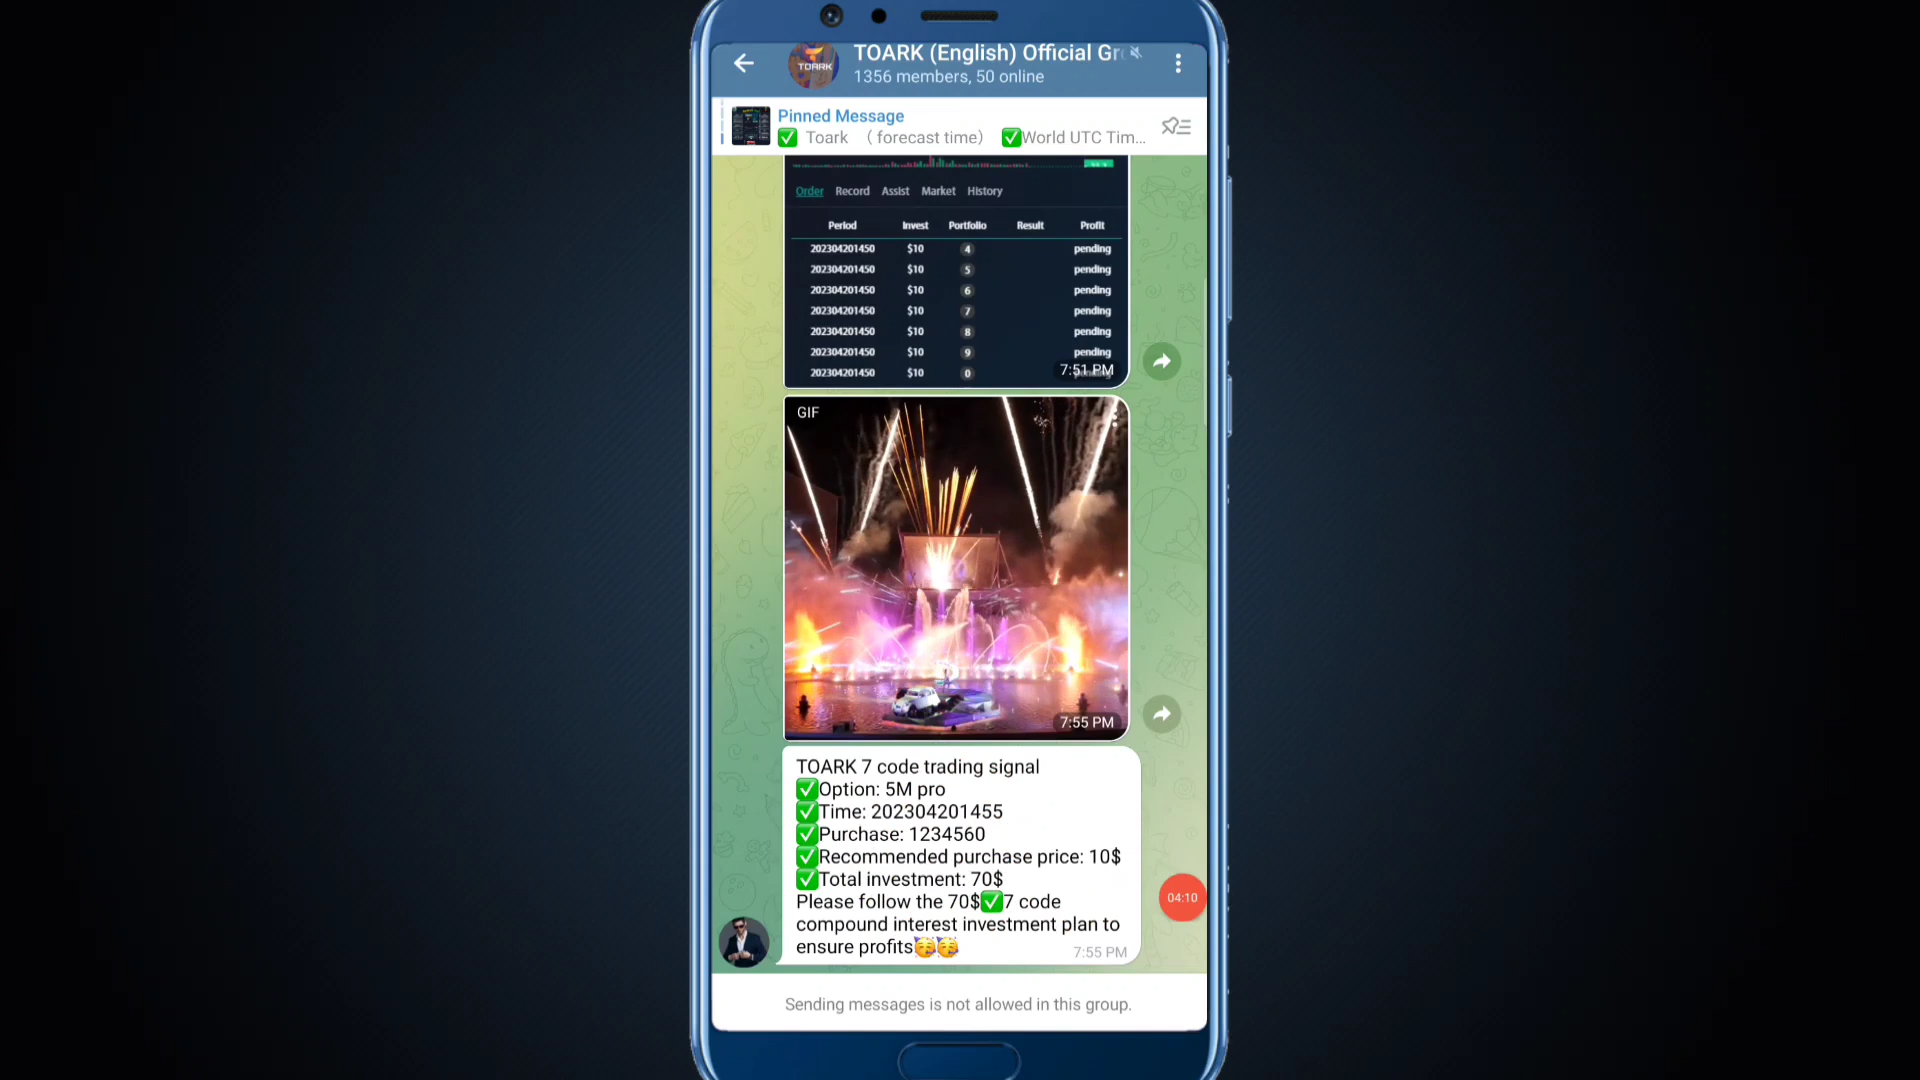 TOARK (English) Official Gr
1356 members, 50 online
TOARK
Pinned Message
✅ Toark （forecast time） ✅World UTC Tim...
Order Record Assist Market History
Period Invest Portfolio Result Profit
202304201450 $10 4 pending
202304201450 $10 5 pending
202304201450 $10 6 pending
202304201450 $10 7 pending
202304201450 $10 8 pending
202304201450 $10 9 pending
202304201450 $10 0
7:51 PM
GIF
7:55 PM
TOARK 7 code trading signal
✅Option: 5M pro
✅Time: 202304201455
✅Purchase: 1234560
✅Recommended purchase price: 10$
✅Total investment: 70$
Please follow the 70$✅7 code
compound interest investment plan to
ensure profits🥳🥳
7:55 PM
04:10
Sending messages is not allowed in this group.